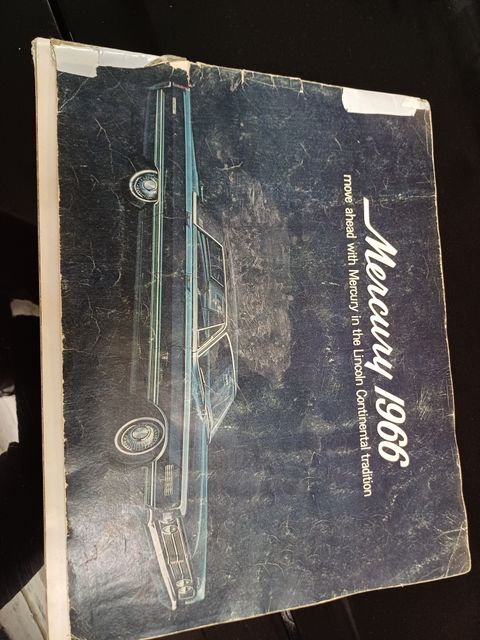 Mercury 1966
move ahead with Mercury in the Lincoln Continental tradition